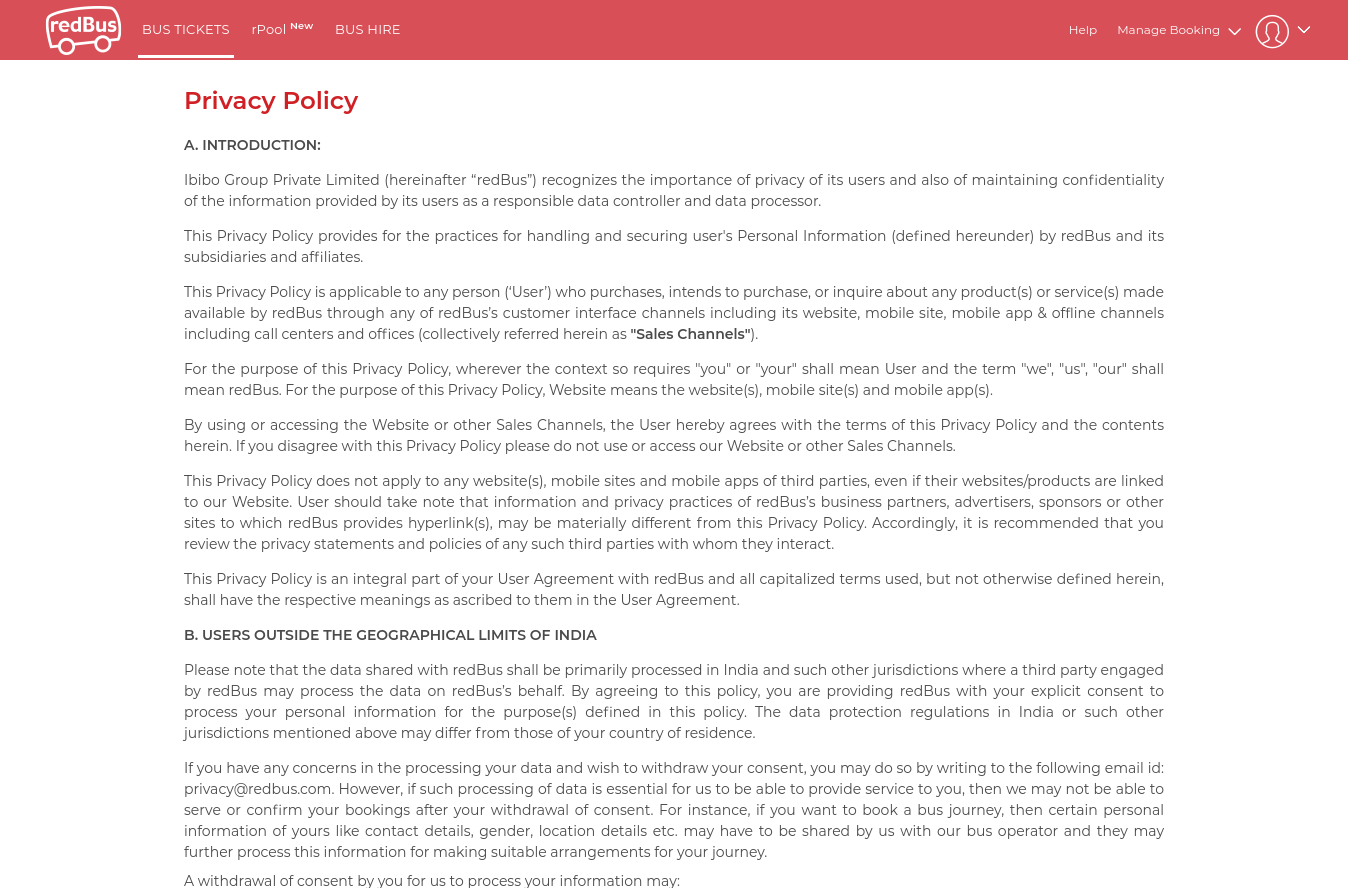 redBus
BUS TICKETS
rPool New
BUS HIRE
Help
Manage Booking
Privacy Policy
A. INTRODUCTION:
Ibibo Group Private Limited (hereinafter “redBus”) recognizes the importance of privacy of its users and also of maintaining confidentiality
of the information provided by its users as a responsible data controller and data processor.
This Privacy Policy provides for the practices for handling and securing user's Personal Information (defined hereunder) by redBus and its
subsidiaries and affiliates.
This Privacy Policy is applicable to any person (‘User’) who purchases, intends to purchase, or inquire about any product(s) or service(s) made
available by redBus through any of redBus’s customer interface channels including its website, mobile site, mobile app & offline channels
including call centers and offices (collectively referred herein as "Sales Channels").
For the purpose of this Privacy Policy, wherever the context so requires "you" or "your" shall mean User and the term "we", "us", "our" shall
mean redBus. For the purpose of this Privacy Policy, Website means the website(s), mobile site(s) and mobile app(s).
By using or accessing the Website or other Sales Channels, the User hereby agrees with the terms of this Privacy Policy and the contents
herein. If you disagree with this Privacy Policy please do not use or access our Website or other Sales Channels.
This Privacy Policy does not apply to any website(s), mobile sites and mobile apps of third parties, even if their websites/products are linked
to our Website. User should take note that information and privacy practices of redBus’s business partners, advertisers, sponsors or other
sites to which redBus provides hyperlink(s), may be materially different from this Privacy Policy. Accordingly, it is recommended that you
review the privacy statements and policies of any such third parties with whom they interact.
This Privacy Policy is an integral part of your User Agreement with redBus and all capitalized terms used, but not otherwise defined herein,
shall have the respective meanings as ascribed to them in the User Agreement.
B. USERS OUTSIDE THE GEOGRAPHICAL LIMITS OF INDIA
Please note that the data shared with redBus shall be primarily processed in India and such other jurisdictions where a third party engaged
by redBus may process the data on redBus’s behalf. By agreeing to this policy, you are providing redBus with your explicit consent to
process your personal information for the purpose(s) defined in this policy. The data protection regulations in India or such other
jurisdictions mentioned above may differ from those of your country of residence.
If you have any concerns in the processing your data and wish to withdraw your consent, you may do so by writing to the following email id:
privacy@redbus.com. However, if such processing of data is essential for us to be able to provide service to you, then we may not be able to
serve or confirm your bookings after your withdrawal of consent. For instance, if you want to book a bus journey, then certain personal
information of yours like contact details, gender, location details etc. may have to be shared by us with our bus operator and they may
further process this information for making suitable arrangements for your journey.
A withdrawal of consent by you for us to process your information may: